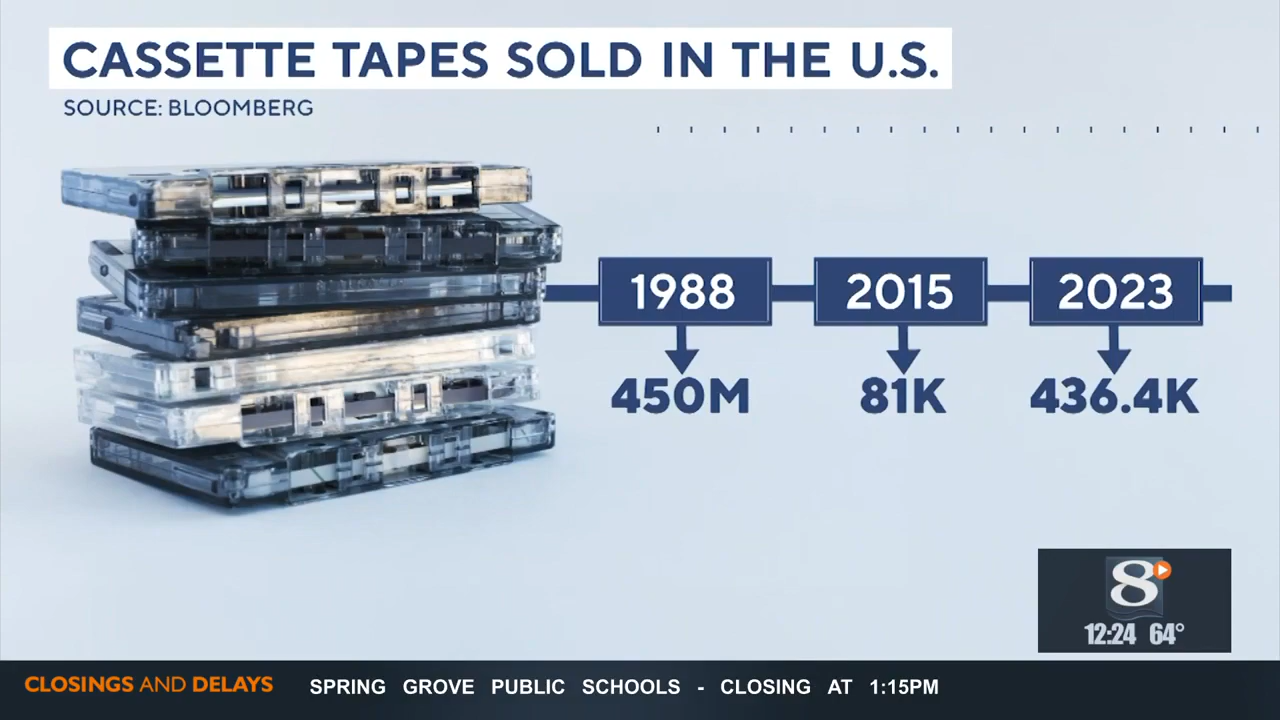 CASSETTE TAPES SOLD IN THE U.S.
SOURCE: BLOOMBERG
1988 2015 2023
450M 81K 436.4K
8
12:24 64°
CLOSINGS AND DELAYS SPRING GROVE PUBLIC SCHOOLS - CLOSING AT 1:15PM